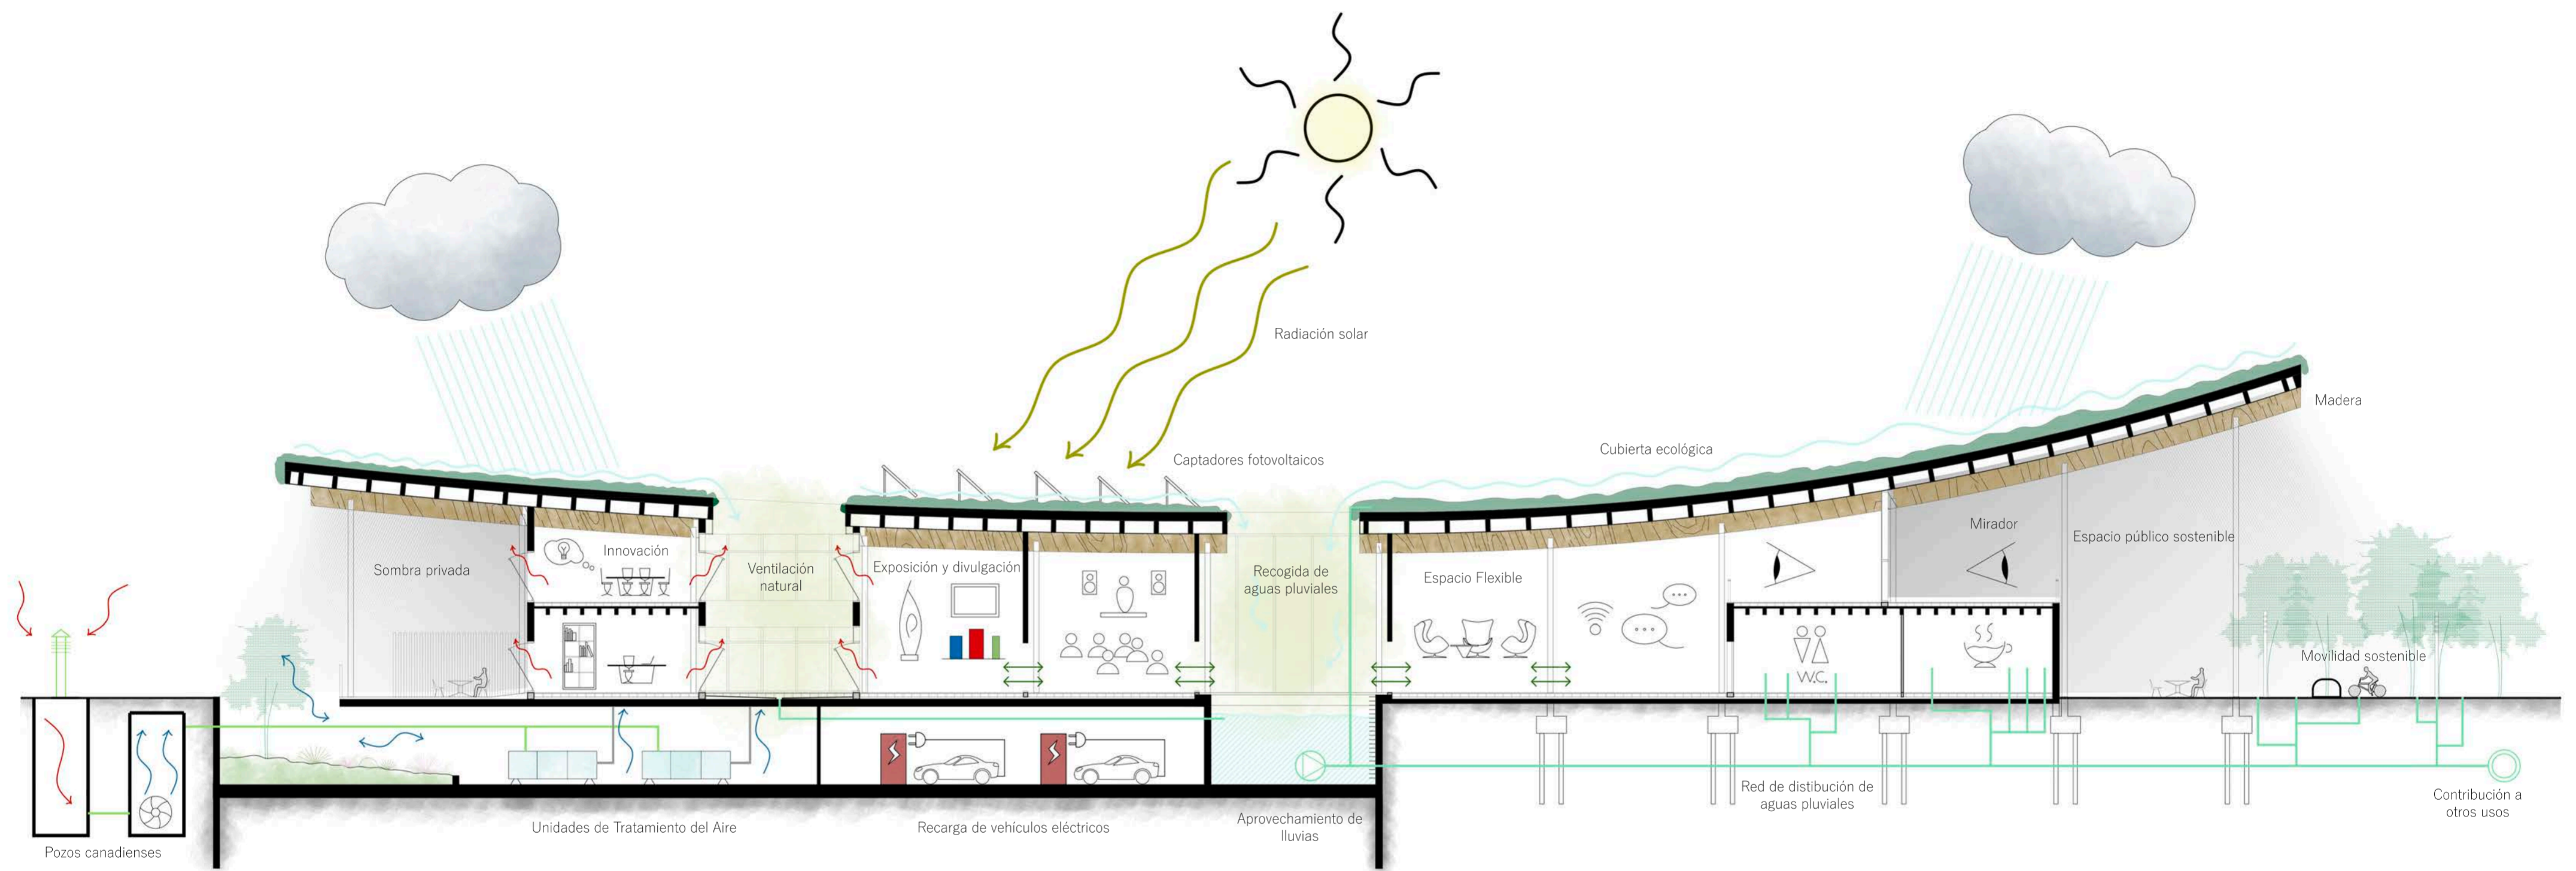 Radiación solar
Madera
Captadores fotovoltaicos
Cubierta ecológica
Sombra privada
Innovación
Ventilación
natural
Exposición y divulgación
Recogida de
aguas pluviales
Espacio Flexible
Mirador
Espacio público sostenible
W.C.
Movilidad sostenible
Pozos canadienses
Unidades de Tratamiento del Aire
Recarga de vehículos eléctricos
Aprovechamiento de
lluvias
Red de distibución de
aguas pluviales
Contribución a
otros usos